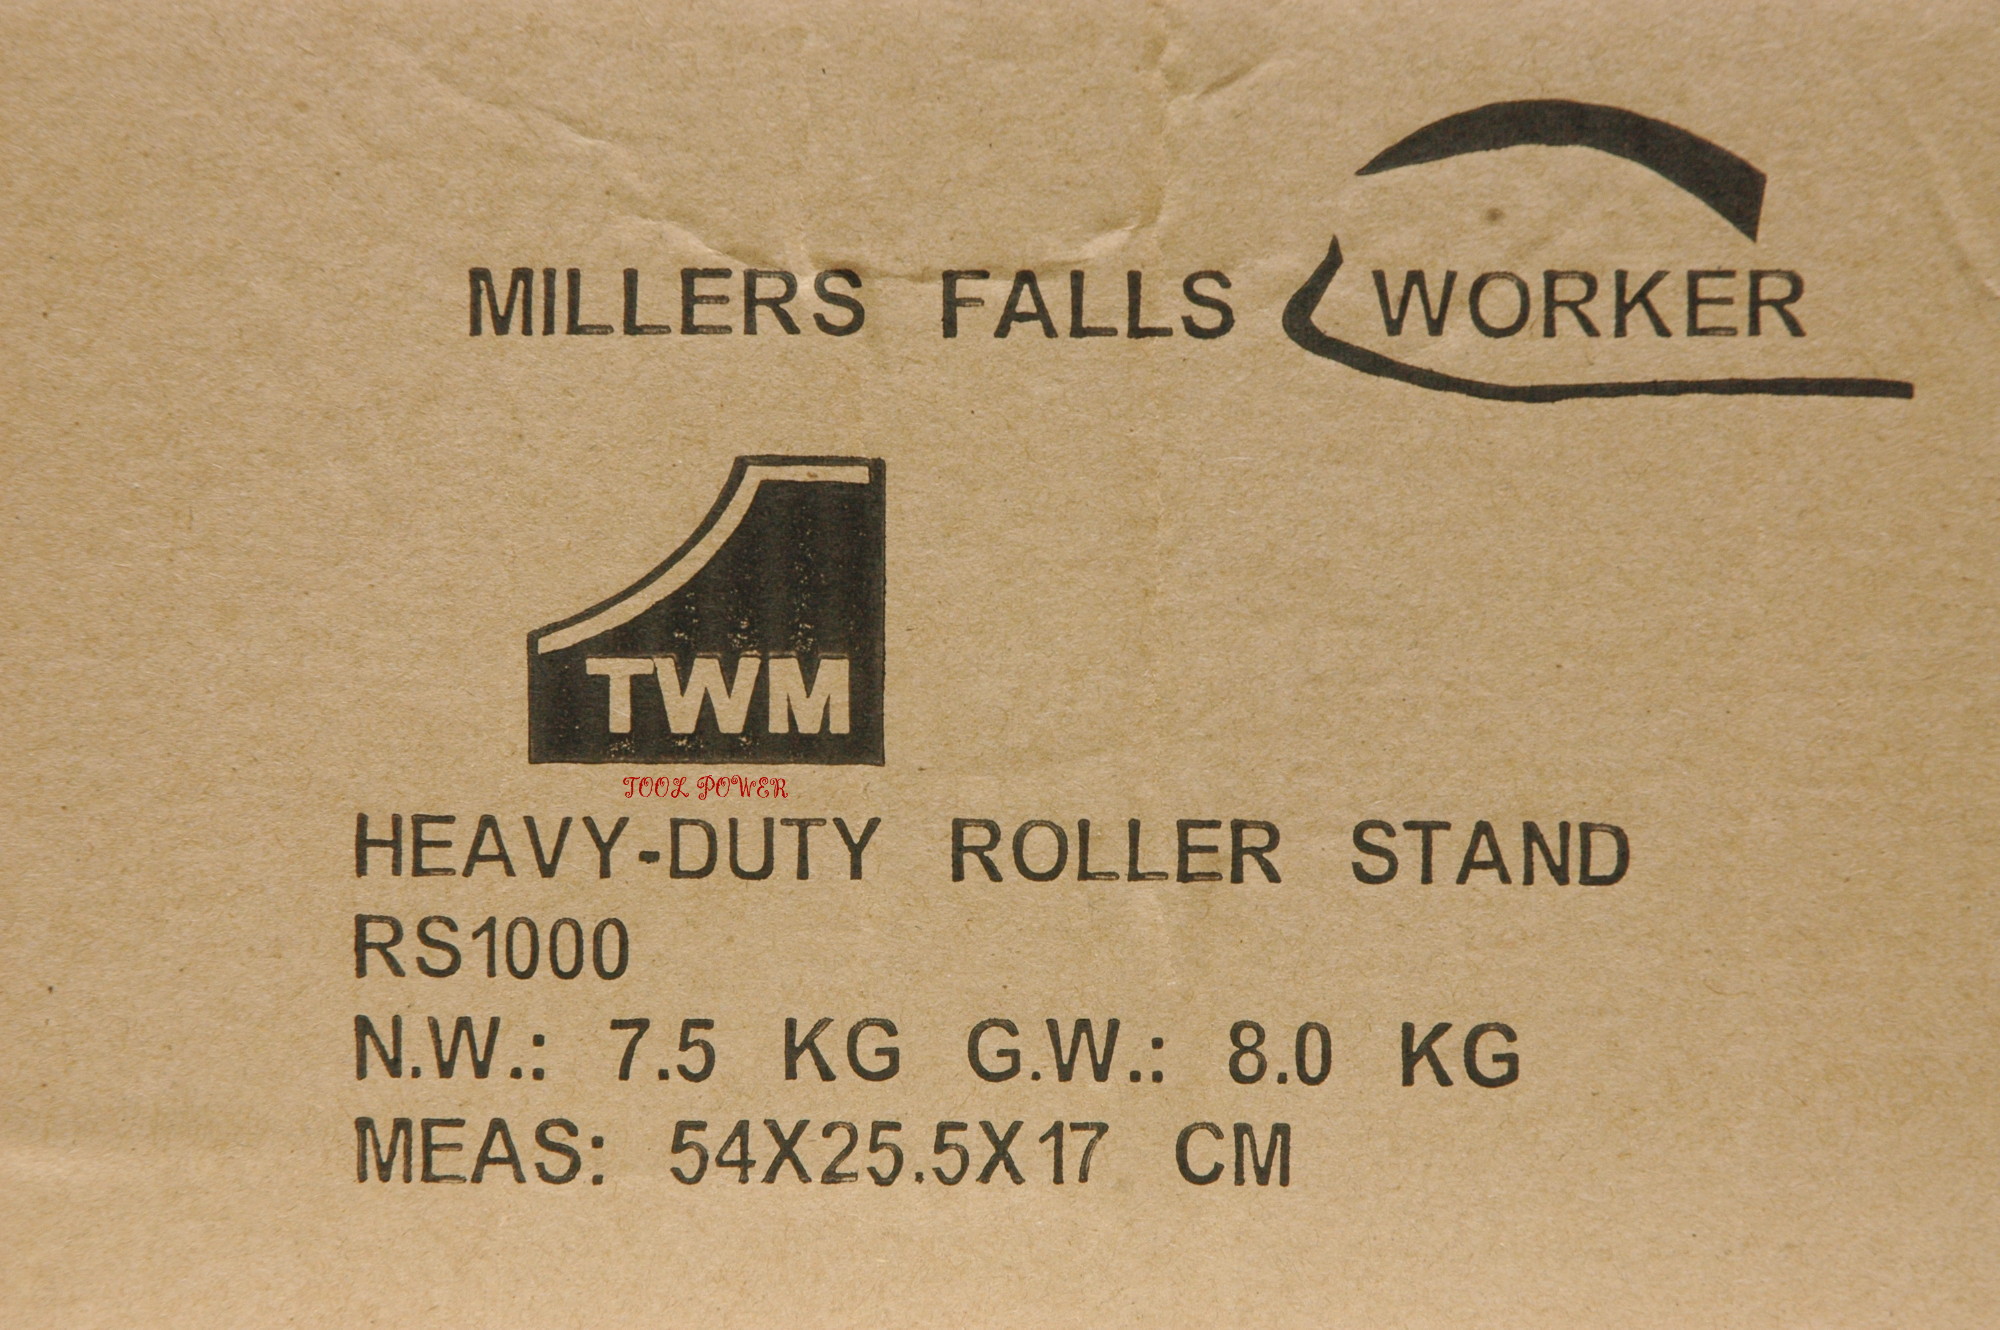 MILLERS FALLS WORKER
TWM
TOOL POWER
HEAVY-DUTY ROLLER STAND
RS1000
N.W.: 7.5 KG G.W.: 8.0 KG
MEAS: 54X25.5X17 CM